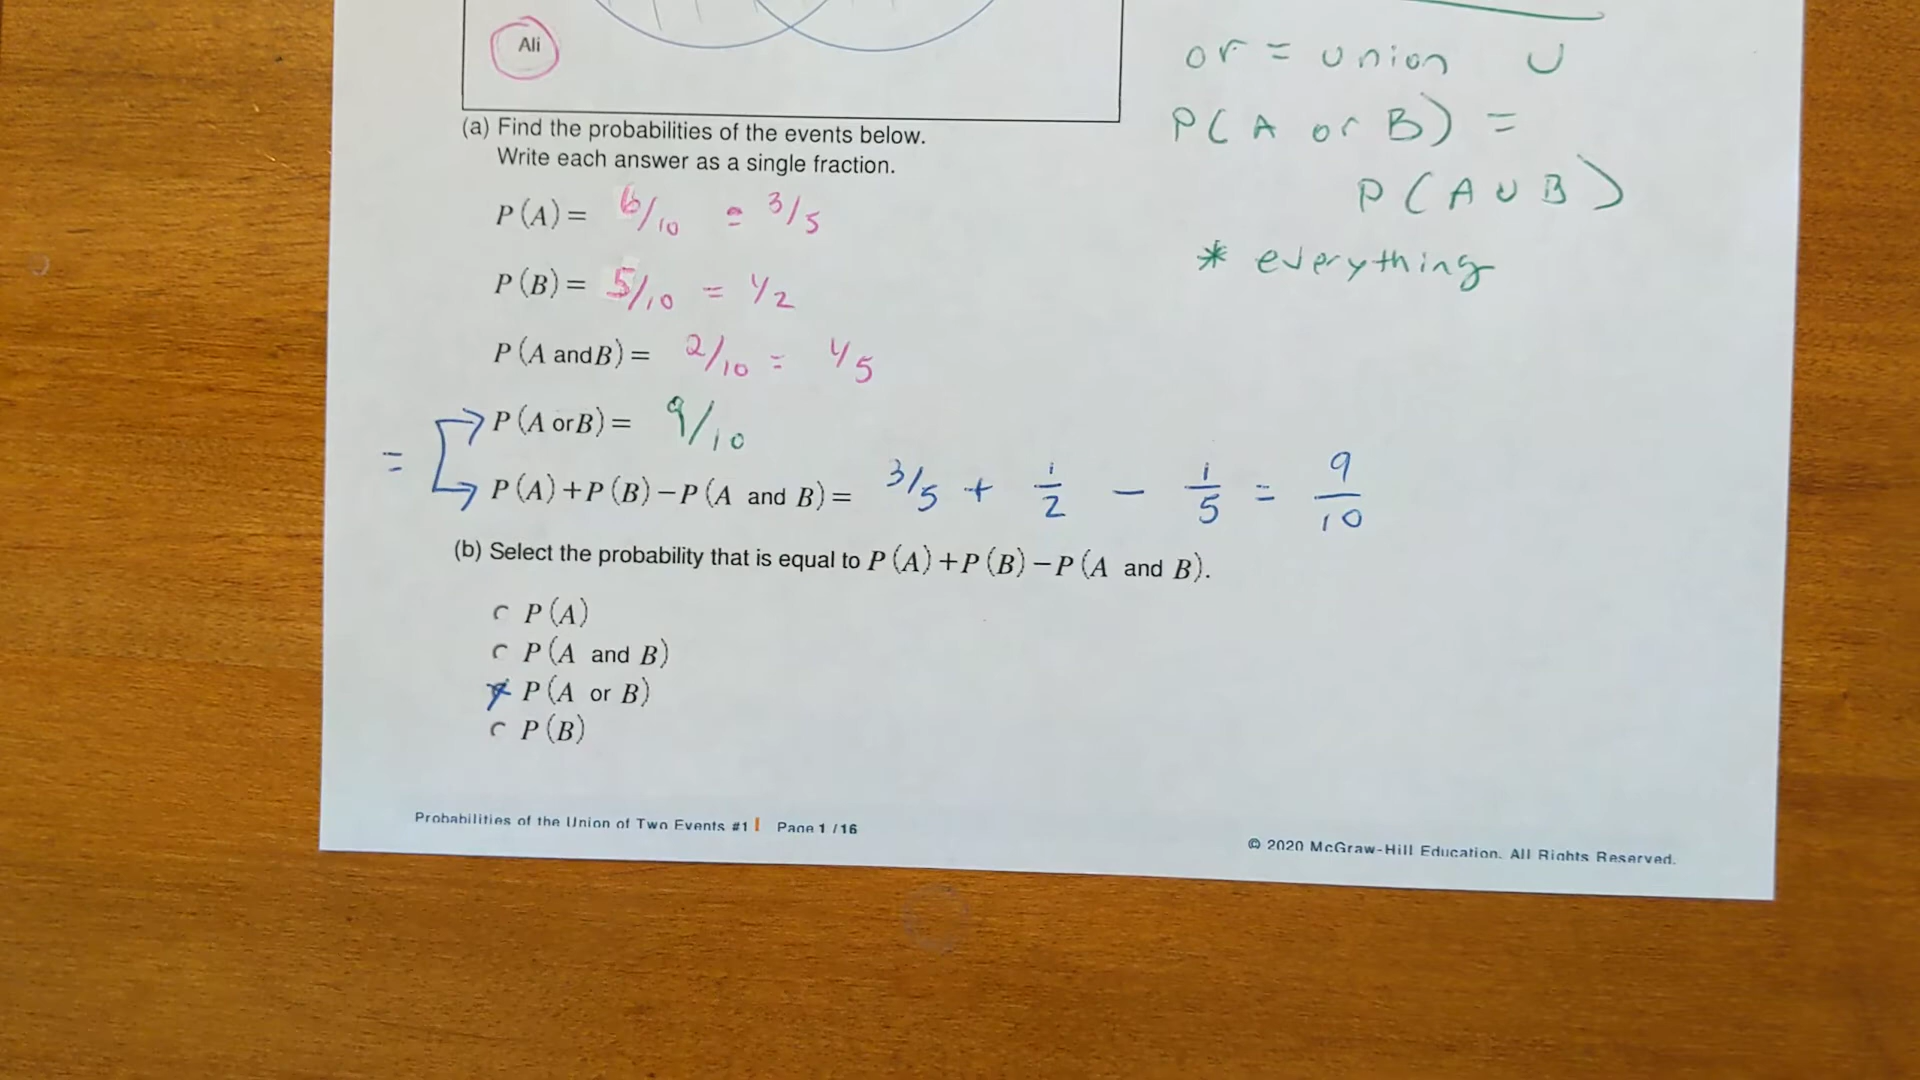 Ali
or = union ∪
P(A or B) =
P(A ∪ B)
* everything
(a) Find the probabilities of the events below.
Write each answer as a single fraction.
P(A) = 6/10 = 3/5
P(B) = 5/10 = 1/2
P(A and B) = 2/10 = 1/5
P(A or B) = 9/10
=
P(A)+P(B)−P(A and B) = 3/5 + 1/2 − 1/5 = 9/10
(b) Select the probability that is equal to P(A)+P(B)−P(A and B).
P(A)
P(A and B)
P(A or B)
P(B)
Probabilities of the Union of Two Events #1 | Page 1 / 16
© 2020 McGraw-Hill Education. All Rights Reserved.